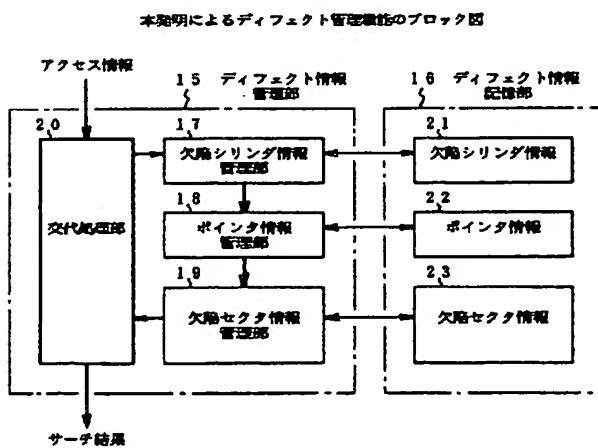 本発明によるディフェクト管理機能のブロック図
アクセス情報
15 ディフェクト情報
管理部
16 ディフェクト情報
記憶部
20
交代処理部
17
欠陥シリンダ情報
管理部
21
欠陥シリンダ情報
18
ポインタ情報
管理部
22
ポインタ情報
19
欠陥セクタ情報
管理部
23
欠陥セクタ情報
サーチ結果